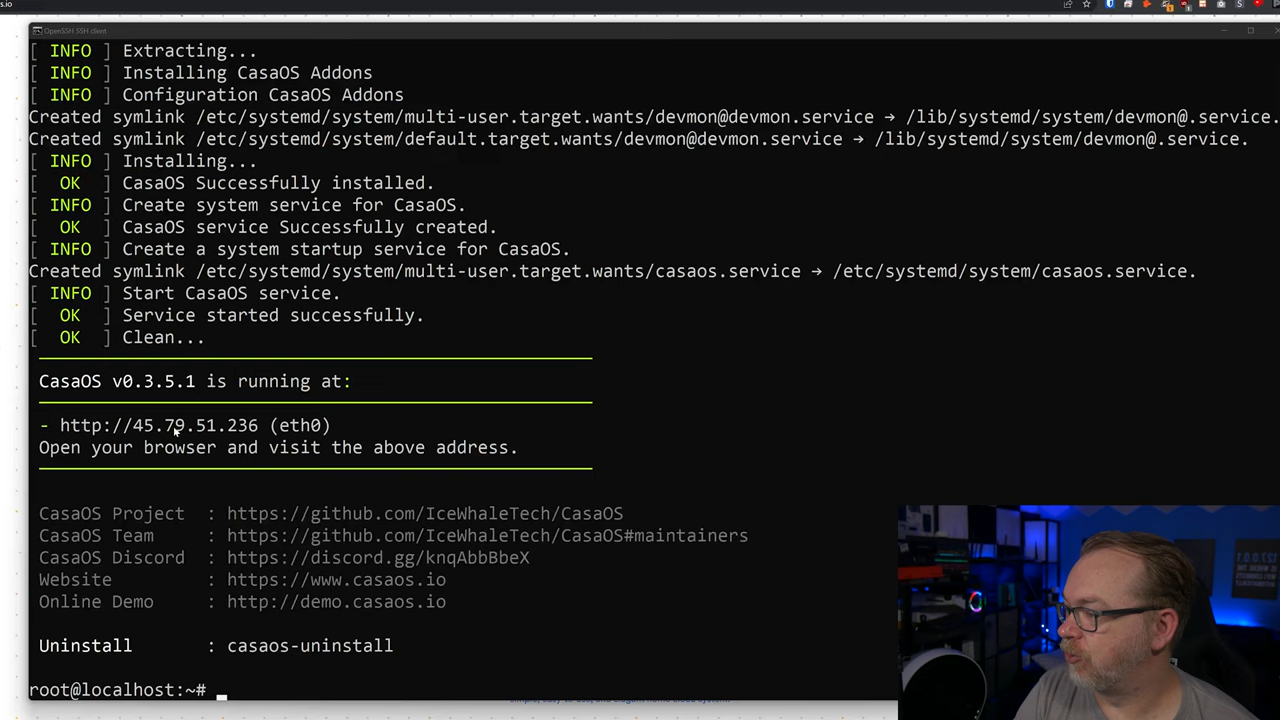 s.io
OpenSSH SSH client
[ INFO ] Extracting...
[ INFO ] Installing CasaOS Addons
[ INFO ] Configuration CasaOS Addons
Created symlink /etc/systemd/system/multi-user.target.wants/devmon@devmon.service → /lib/systemd/system/devmon@.service.
Created symlink /etc/systemd/system/default.target.wants/devmon@devmon.service → /lib/systemd/system/devmon@.service.
[ INFO ] Installing...
[ OK ] CasaOS Successfully installed.
[ INFO ] Create system service for CasaOS.
[ OK ] CasaOS service Successfully created.
[ INFO ] Create a system startup service for CasaOS.
Created symlink /etc/systemd/system/multi-user.target.wants/casaos.service → /etc/systemd/system/casaos.service.
[ INFO ] Start CasaOS service.
[ OK ] Service started successfully.
[ OK ] Clean...
CasaOS v0.3.5.1 is running at:
- http://45.79.51.236 (eth0)
Open your browser and visit the above address.
CasaOS Project : https://github.com/IceWhaleTech/CasaOS
CasaOS Team : https://github.com/IceWhaleTech/CasaOS#maintainers
CasaOS Discord : https://discord.gg/knqAbbBbeX
Website : https://www.casaos.io
Online Demo : http://demo.casaos.io
Uninstall : casaos-uninstall
root@localhost:~#
127.0.0.1